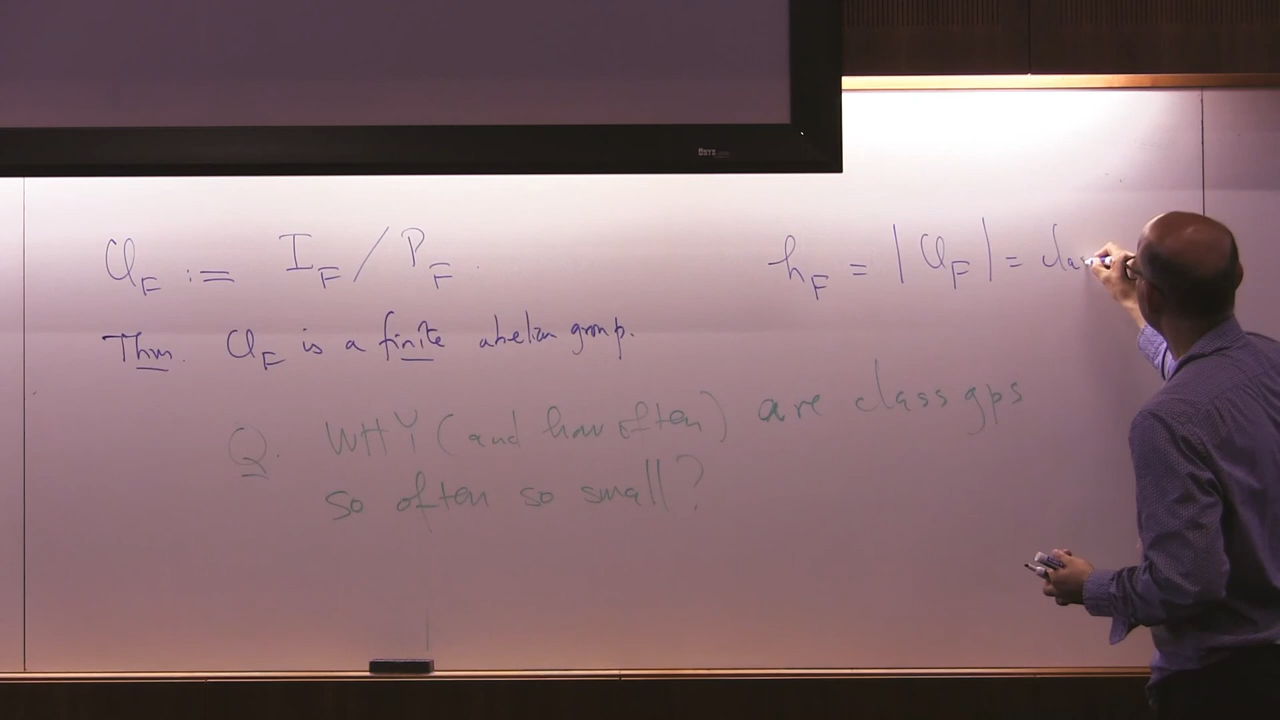 Cl_F := I_F / P_F.
h_F = |Cl_F| = clas
Thm. Cl_F is a finite abelian group.
Q. WHY (and how often) are class gps
so often so small?